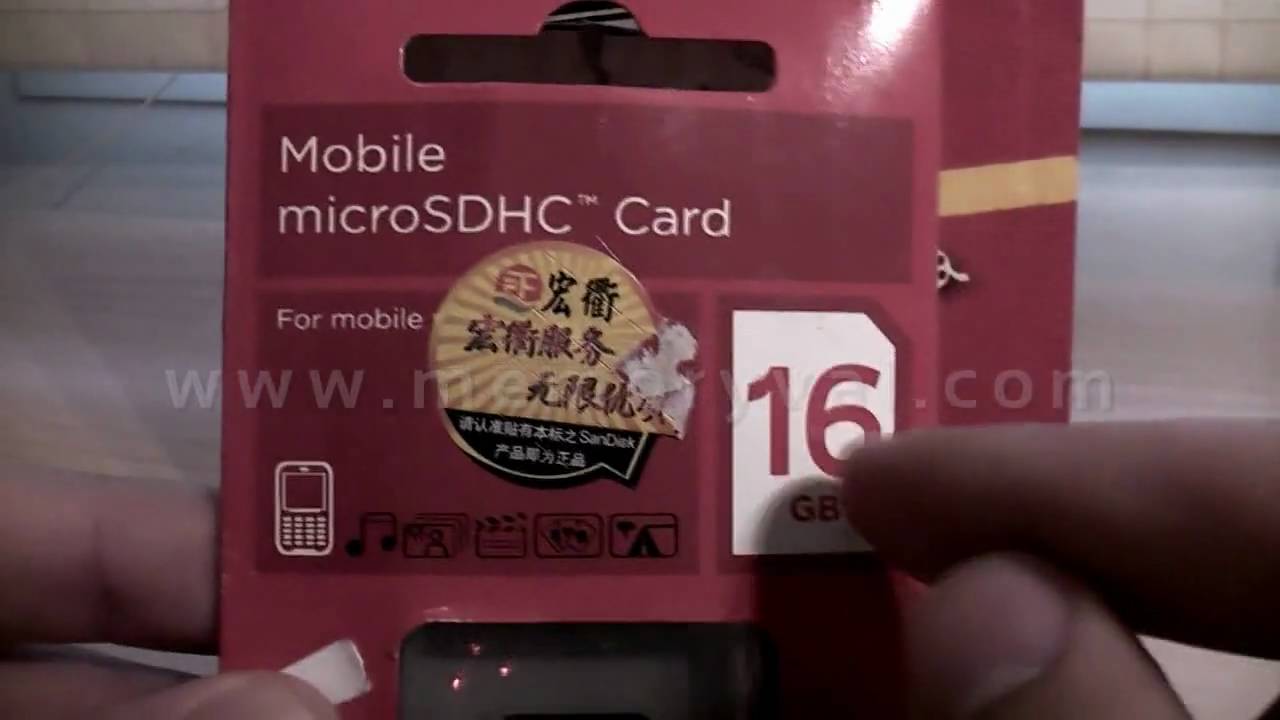 Mobile
microSDHC™ Card
宏衢
For mobile
宏衢服务
无限优
请认准贴有本标之SanDisk
产品即为正品
16
GB